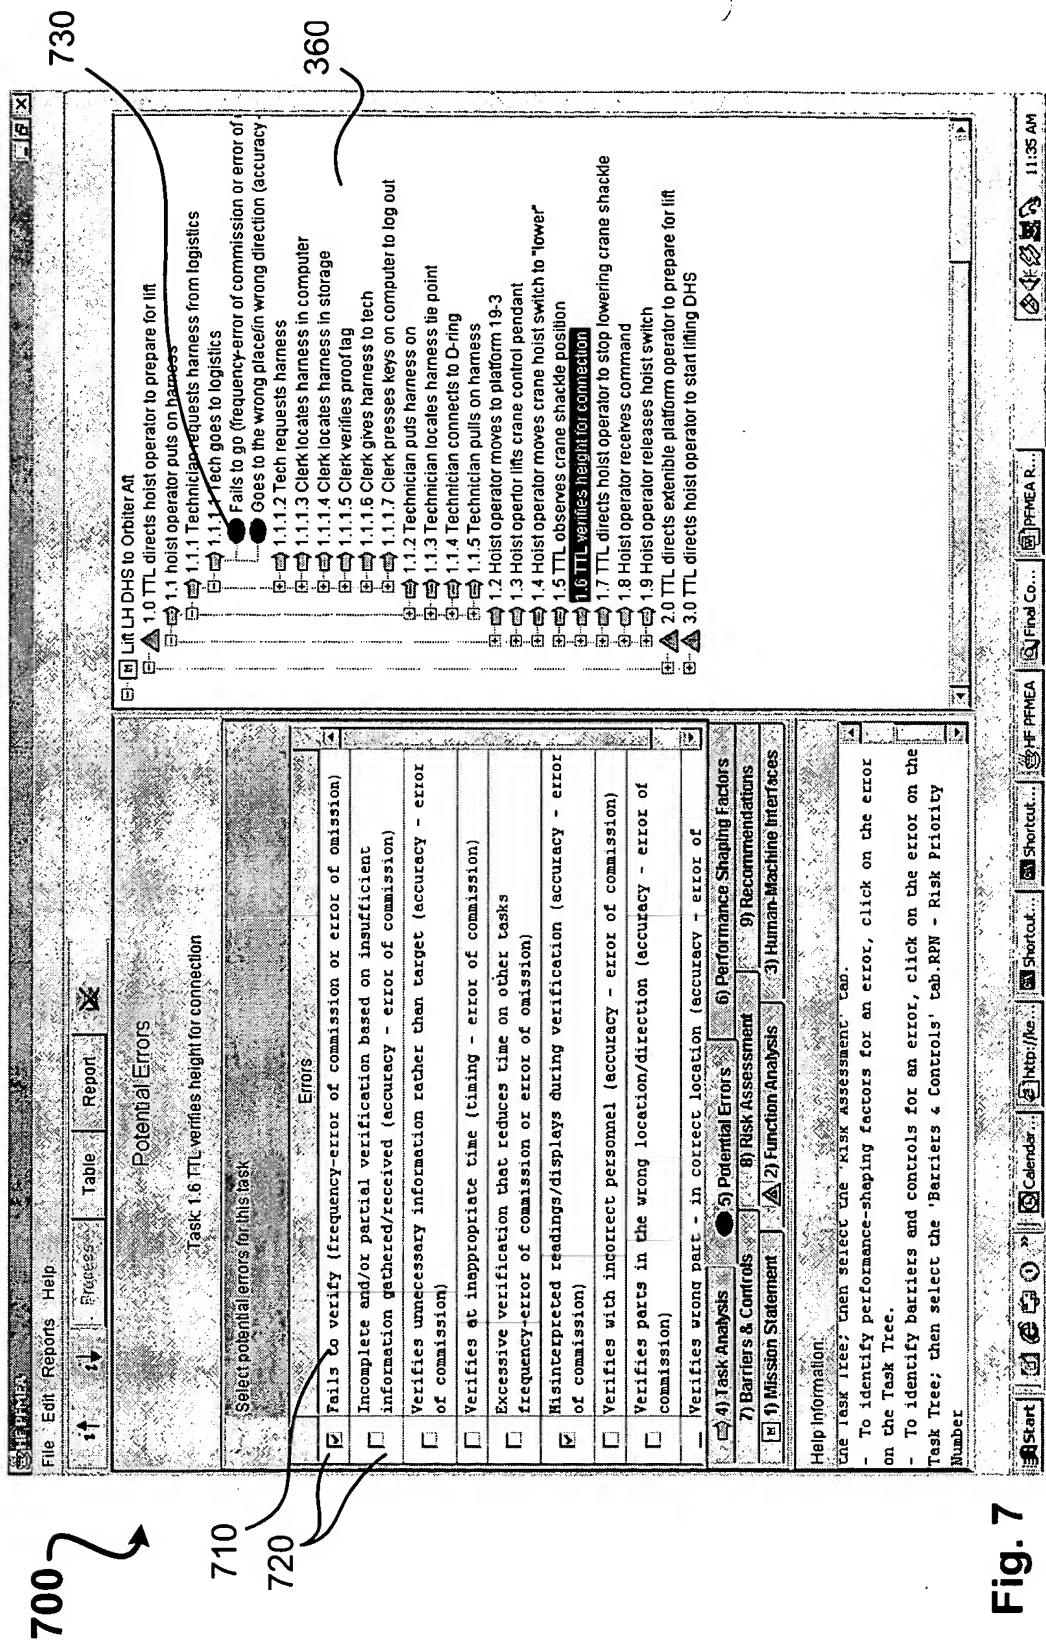 700
HF PFMEA
File Edit Reports Help
Process Table Report
Potential Errors
Task: 1.6 TTL verifies height for connection
Select potential errors for this task
Errors
Fails to verify (frequency-error of commission or error of omission)
Incomplete and/or partial verification based on insufficient
information gathered/received (accuracy - error of commission)
Verifies unnecessary information rather than target (accuracy - error
of commission)
Verifies at inappropriate time (timing - error of commission)
Excessive verification that reduces time on other tasks
frequency-error of commission or error of omission)
Misinterpreted readings/displays during verification (accuracy - error
of commission)
Verifies with incorrect personnel (accuracy - error of commission)
Verifies parts in the wrong location/direction (accuracy - error of
commission)
Verifies wrong part - in correct location (accuracy - error of
4) Task Analysis 5) Potential Errors 6) Performance Shaping Factors
7) Barriers & Controls 8) Risk Assessment 9) Recommendations
M 1) Mission Statement 2) Function Analysis 3) Human-Machine Interfaces
Help Information:
the Task Tree; then select the 'Risk Assessment' tab.
- To identify performance-shaping factors for an error, click on the error
on the Task Tree.
- To identify barriers and controls for an error, click on the error on the
Task Tree; then select the 'Barriers & Controls' tab.RPN - Risk Priority
Number
M Lift LH DHS to Orbiter Aft
1.0 TTL directs hoist operator to prepare for lift
1.1 hoist operator puts on harness
1.1.1 Technician requests harness from logistics
1.1.1.1 Tech goes to logistics
Fails to go (frequency-error of commission or error of
Goes to the wrong place/in wrong direction (accuracy
1.1.1.2 Tech requests harness
1.1.1.3 Clerk locates harness in computer
1.1.1.4 Clerk locates harness in storage
1.1.1.5 Clerk verifies proof tag
1.1.1.6 Clerk gives harness to tech
1.1.1.7 Clerk presses keys on computer to log out
1.1.2 Technician puts harness on
1.1.3 Technician locates harness tie point
1.1.4 Technician connects to D-ring
1.1.5 Technician pulls on harness
1.2 Hoist operator moves to platform 19-3
1.3 Hoist opertor lifts crane control pendant
1.4 Hoist operator moves crane hoist switch to "lower"
1.5 TTL observes crane shackle position
1.6 TTL verifies height for connection
1.7 TTL directs hoist operator to stop lowering crane shackle
1.8 Hoist operator receives command
1.9 Hoist operator releases hoist switch
2.0 TTL directs extenible platform operator to prepare for lift
3.0 TTL directs hoist operator to start lifting DHS
Start » Calendar... http://ke... Shortcut... Shortcut... HF PFMEA Final Co... PFMEA R... 11:35 AM
710
720
730
360
Fig. 7